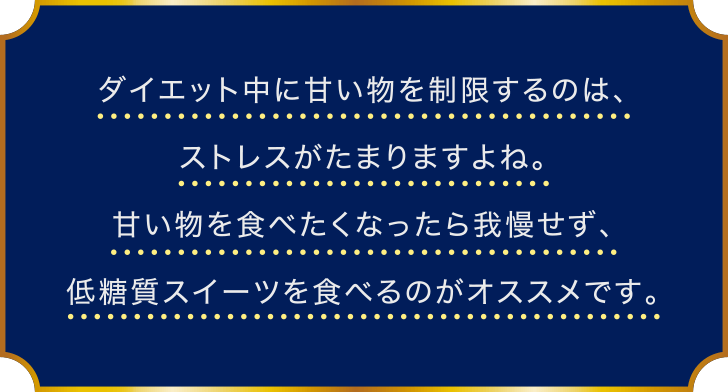 ダイエット中に甘い物を制限するのは、
ストレスがたまりますよね。
甘い物を食べたくなったら我慢せず、
低糖質スイーツを食べるのがオススメです。